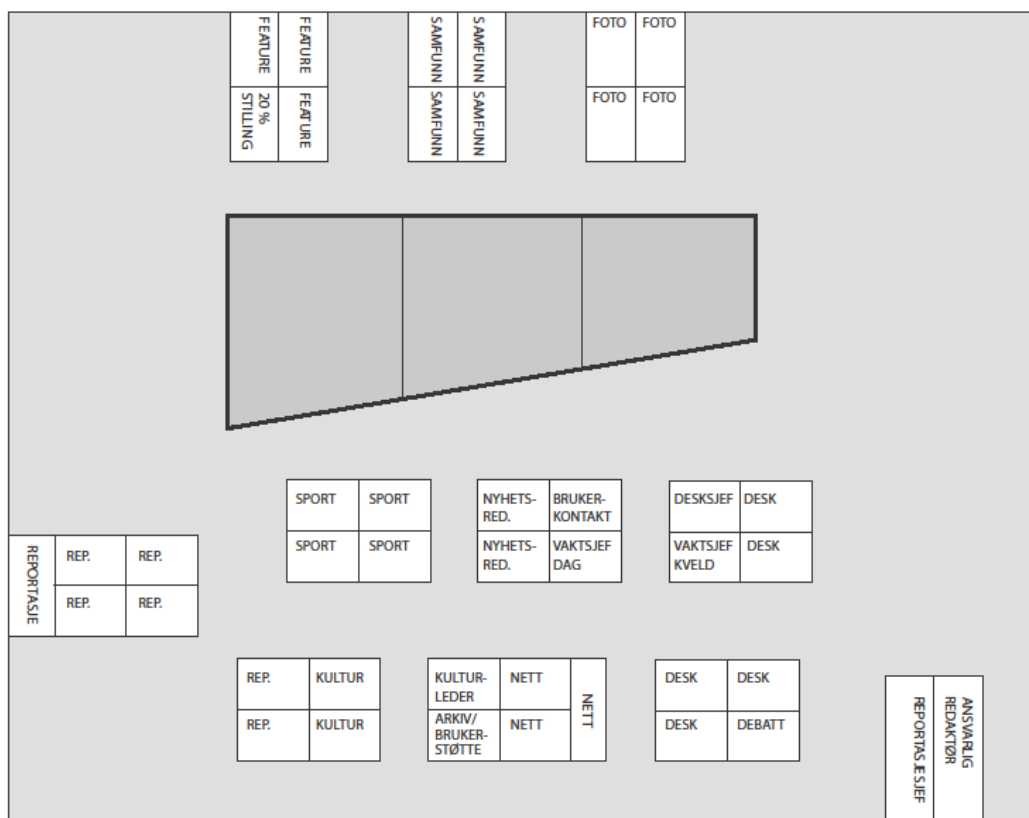 FEATURE
FEATURE
20 %
STILLING
FEATURE
SAMFUNN
SAMFUNN
SAMFUNN
SAMFUNN
FOTO
FOTO
FOTO
FOTO
SPORT
SPORT
SPORT
SPORT
NYHETS-
RED.
BRUKER-
KONTAKT
NYHETS-
RED.
VAKTSJEF
DAG
DESKSJEF
DESK
VAKTSJEF
KVELD
DESK
REPORTASJE
REP.
REP.
REP.
REP.
REP.
KULTUR
REP.
KULTUR
KULTUR-
LEDER
NETT
ARKIV/
BRUKER-
STØTTE
NETT
NETT
DESK
DESK
DESK
DEBATT
REPORTASJESJEF
ANSVARLIG
REDAKTØR